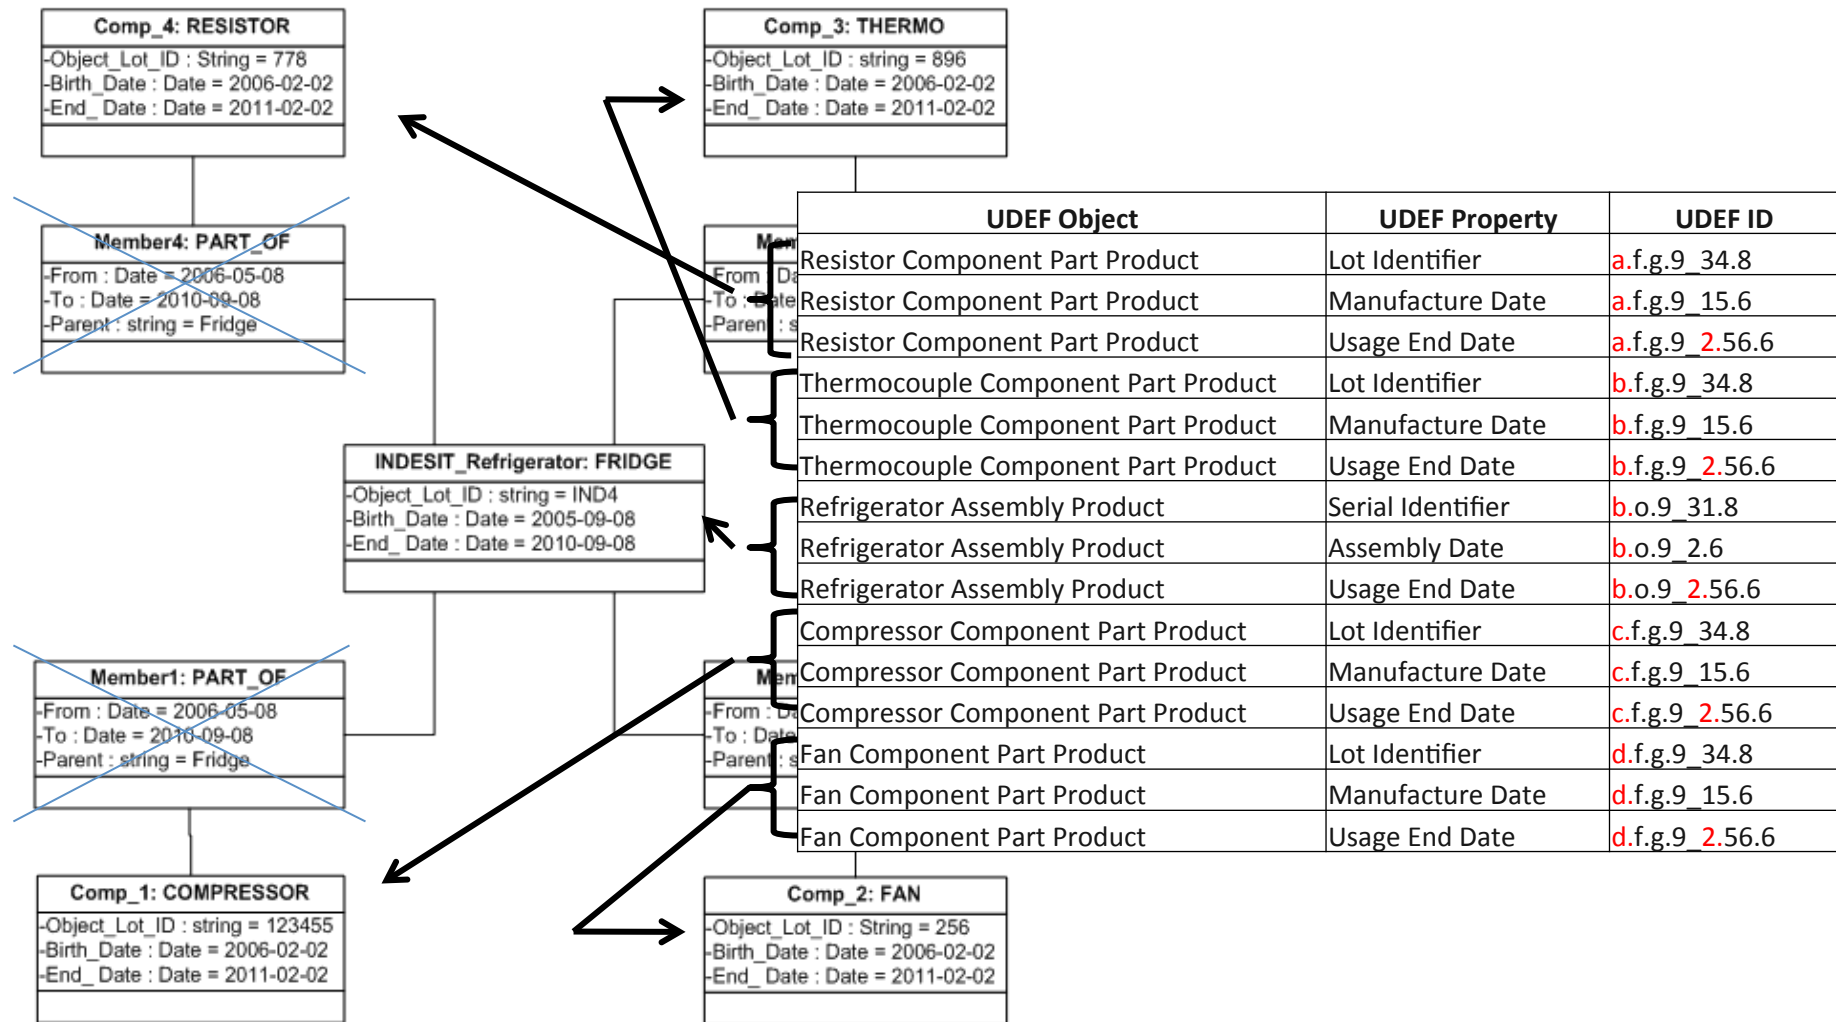 Comp_4: RESISTOR
-Object_Lot_ID : String = 778
-Birth_Date : Date = 2006-02-02
-End_ Date : Date = 2011-02-02
Comp_3: THERMO
-Object_Lot_ID : string = 896
-Birth_Date : Date = 2006-02-02
-End_ Date : Date = 2011-02-02
Member4: PART_OF
-From : Date = 2006-05-08
-To : Date = 2010-09-08
-Parent : string = Fridge
-From :
-To : Date
-Parent : s
INDESIT_Refrigerator: FRIDGE
-Object_Lot_ID : string = IND4
-Birth_Date : Date = 2005-09-08
-End_ Date : Date = 2010-09-08
Member1: PART_OF
-From : Date = 2006-05-08
-To : Date = 2010-09-08
-Parent : string = Fridge
-From :
-To : Date
-Parent : s
Comp_1: COMPRESSOR
-Object_Lot_ID : string = 123455
-Birth_Date : Date = 2006-02-02
-End_ Date : Date = 2011-02-02
Comp_2: FAN
-Object_Lot_ID : String = 256
-Birth_Date : Date = 2006-02-02
-End_ Date : Date = 2011-02-02
UDEF Object UDEF Property UDEF ID
Resistor Component Part Product Lot Identifier a.f.g.9_34.8
Resistor Component Part Product Manufacture Date a.f.g.9_15.6
Resistor Component Part Product Usage End Date a.f.g.9_2.56.6
Thermocouple Component Part Product Lot Identifier b.f.g.9_34.8
Thermocouple Component Part Product Manufacture Date b.f.g.9_15.6
Thermocouple Component Part Product Usage End Date b.f.g.9_2.56.6
Refrigerator Assembly Product Serial Identifier b.o.9_31.8
Refrigerator Assembly Product Assembly Date b.o.9_2.6
Refrigerator Assembly Product Usage End Date b.o.9_2.56.6
Compressor Component Part Product Lot Identifier c.f.g.9_34.8
Compressor Component Part Product Manufacture Date c.f.g.9_15.6
Compressor Component Part Product Usage End Date c.f.g.9_2.56.6
Fan Component Part Product Lot Identifier d.f.g.9_34.8
Fan Component Part Product Manufacture Date d.f.g.9_15.6
Fan Component Part Product Usage End Date d.f.g.9_2.56.6